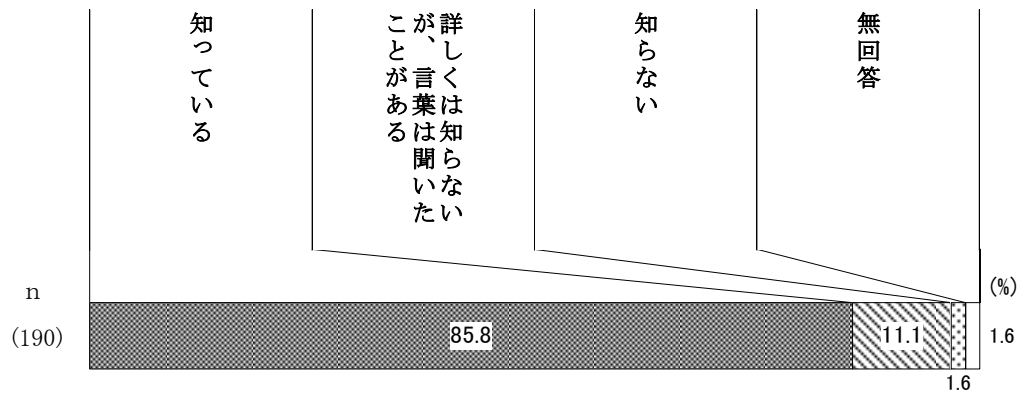 知っている
詳しくは知らない
が、言葉は聞いた
ことがある
知らない
無回答
(%)
n
(190)
85.8
11.1
1.6
1.6